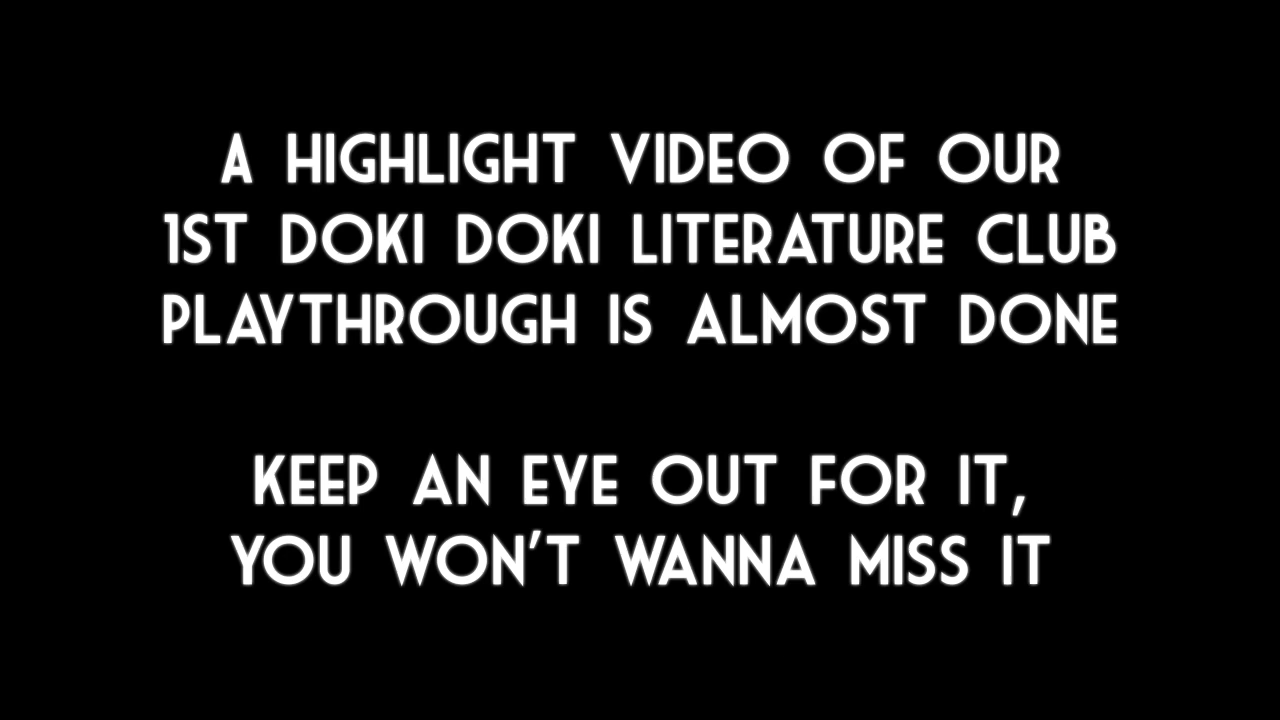 A HIGHLIGHT VIDEO OF OUR
1ST DOKI DOKI LITERATURE CLUB
PLAYTHROUGH IS ALMOST DONE
KEEP AN EYE OUT FOR IT,
YOU WON'T WANNA MISS IT